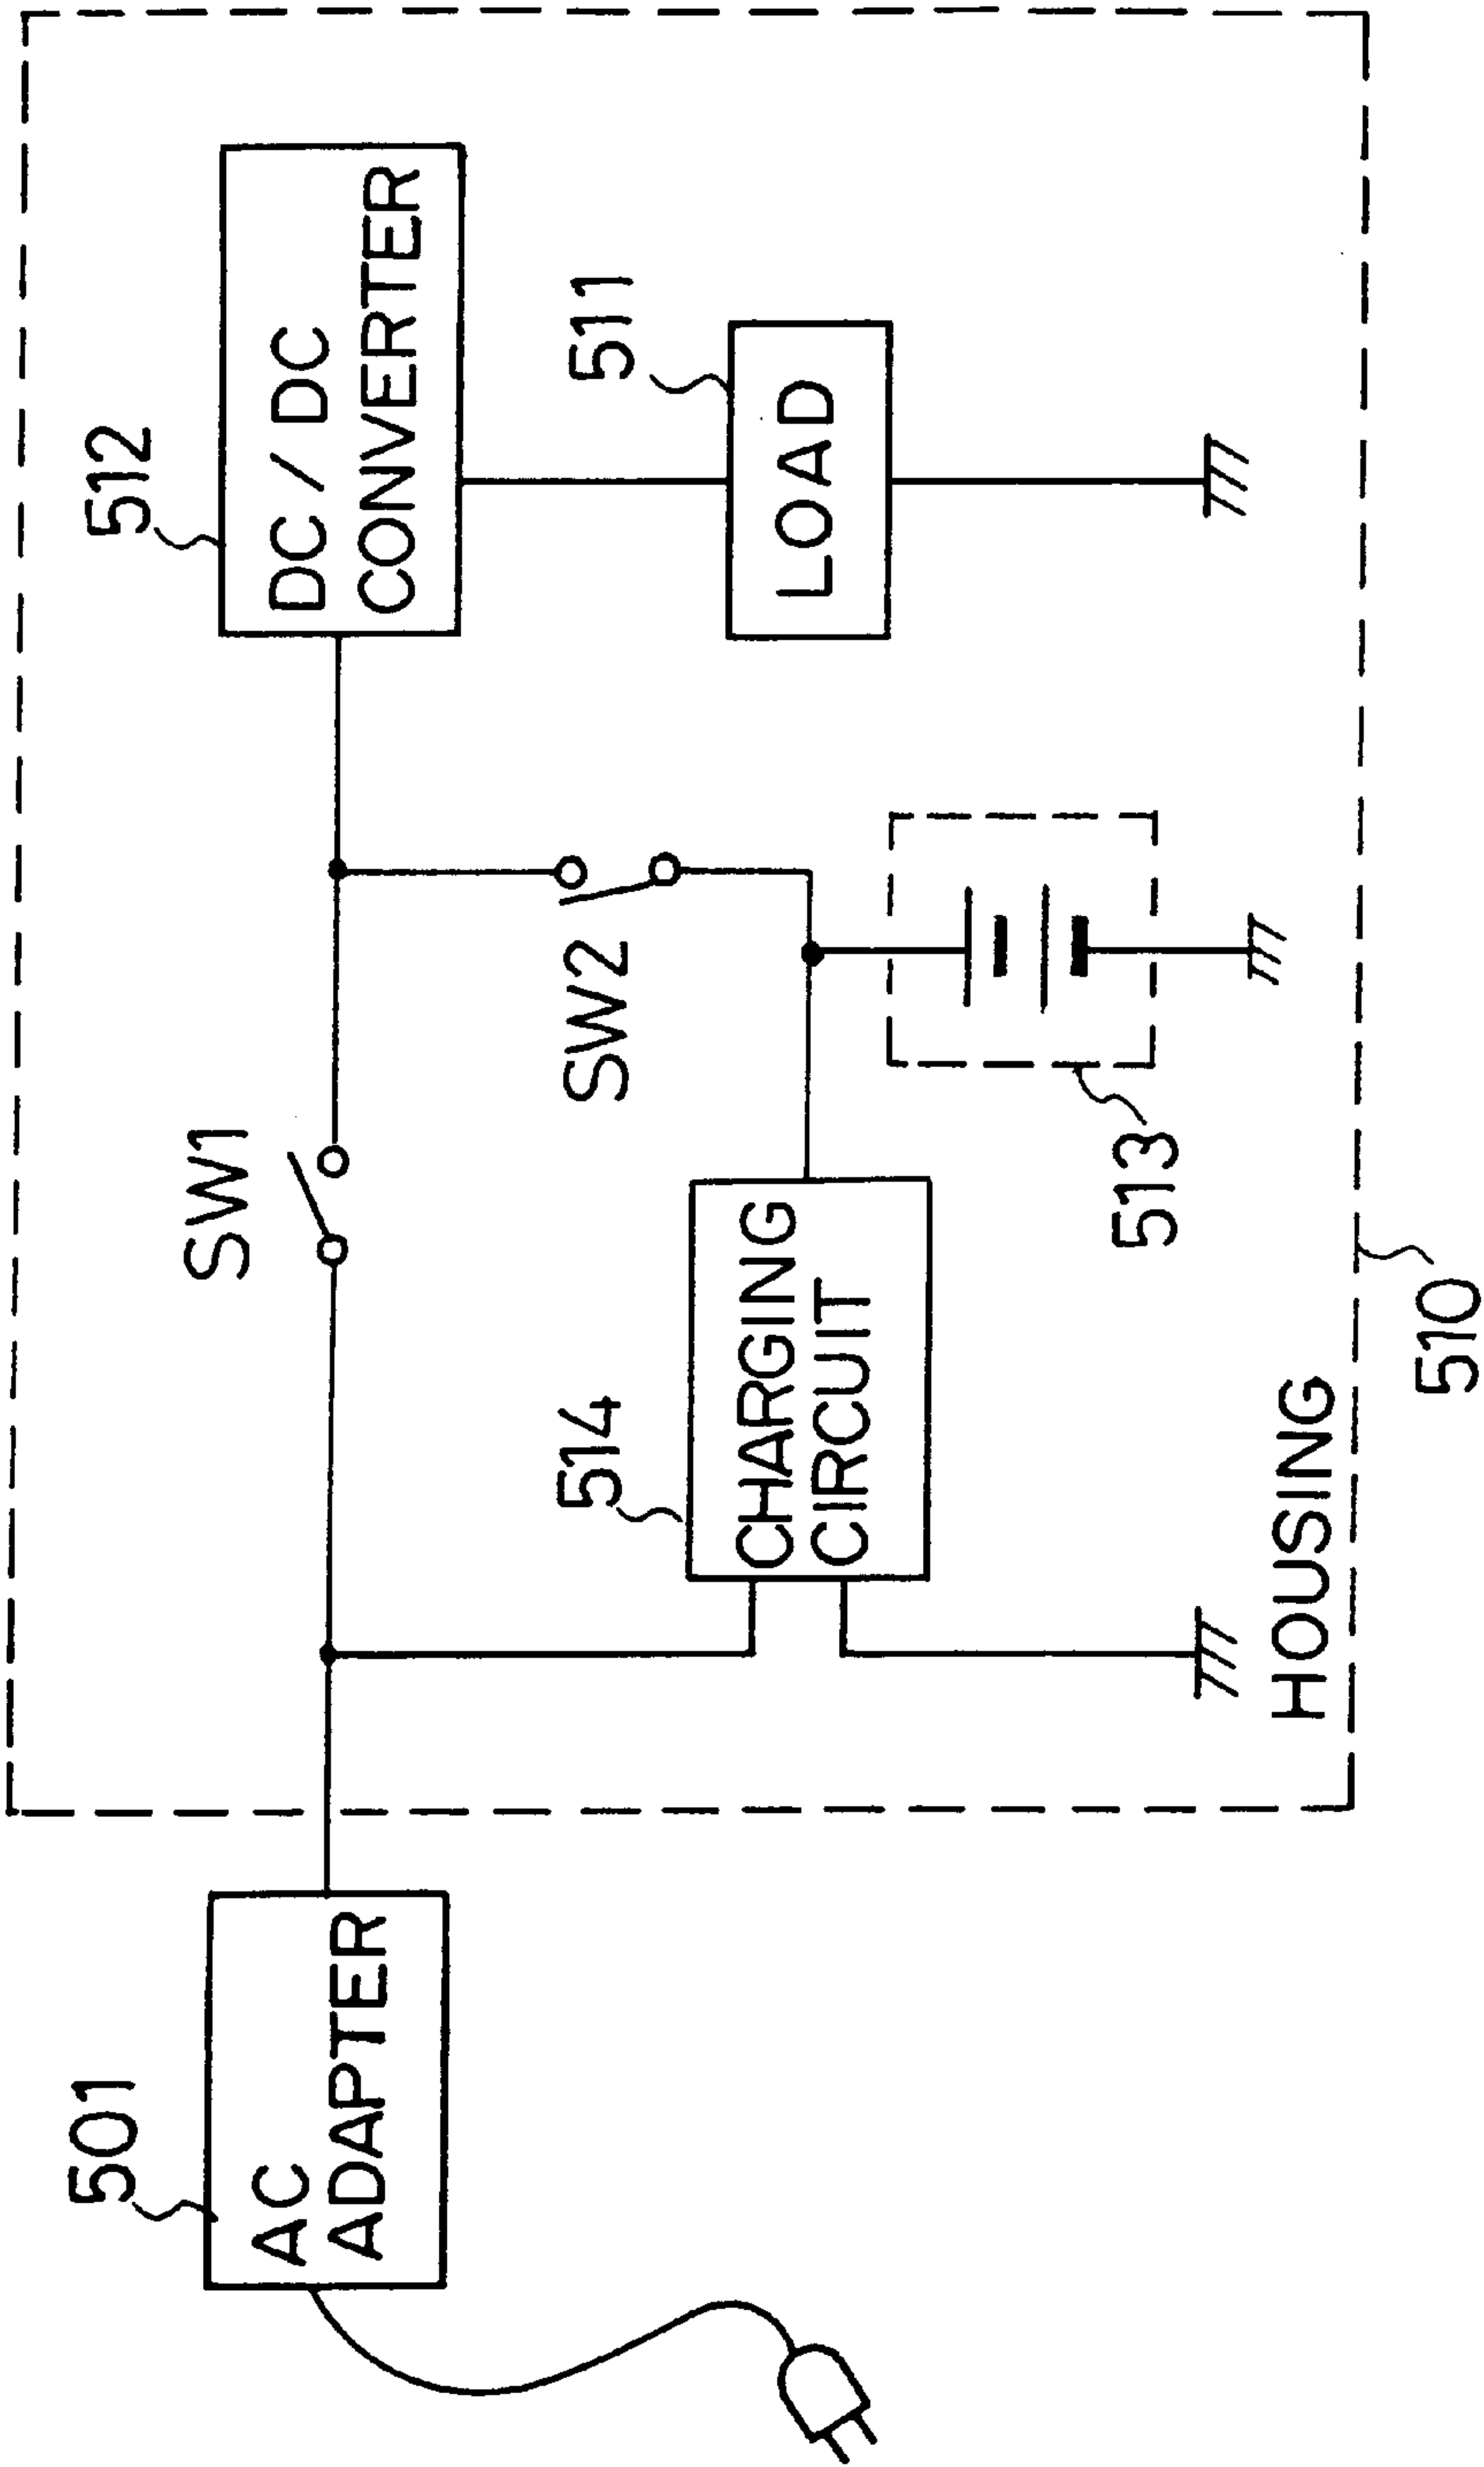 501
AC
ADAPTER
SW1
512
DC/DC
CONVERTER
514
CHARGING
CIRCUIT
SW2
511
LOAD
513
HOUSING
510